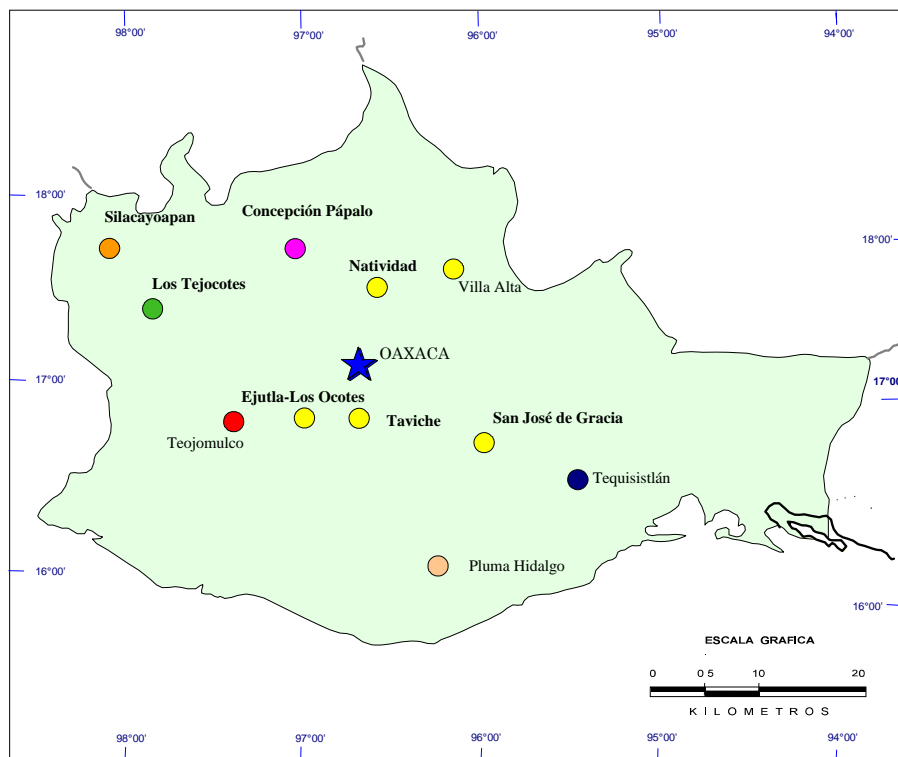 98°00' 97°00' 96°00' 95°00' 94°00'
18°00'
Concepción Pápalo
Silacayoapan
18°00'
Natividad
Los Tejocotes
Villa Alta
OAXACA
17°00'
17°00'
Ejutla-Los Ocotes
San José de Gracia
Taviche
Teojomulco
Tequisistlán
Pluma Hidalgo
16°00'
16°00'
ESCALA GRAFICA
0 0 5 10 20
KILOMETROS
98°00' 97°00' 96°00' 95°00' 94°00'